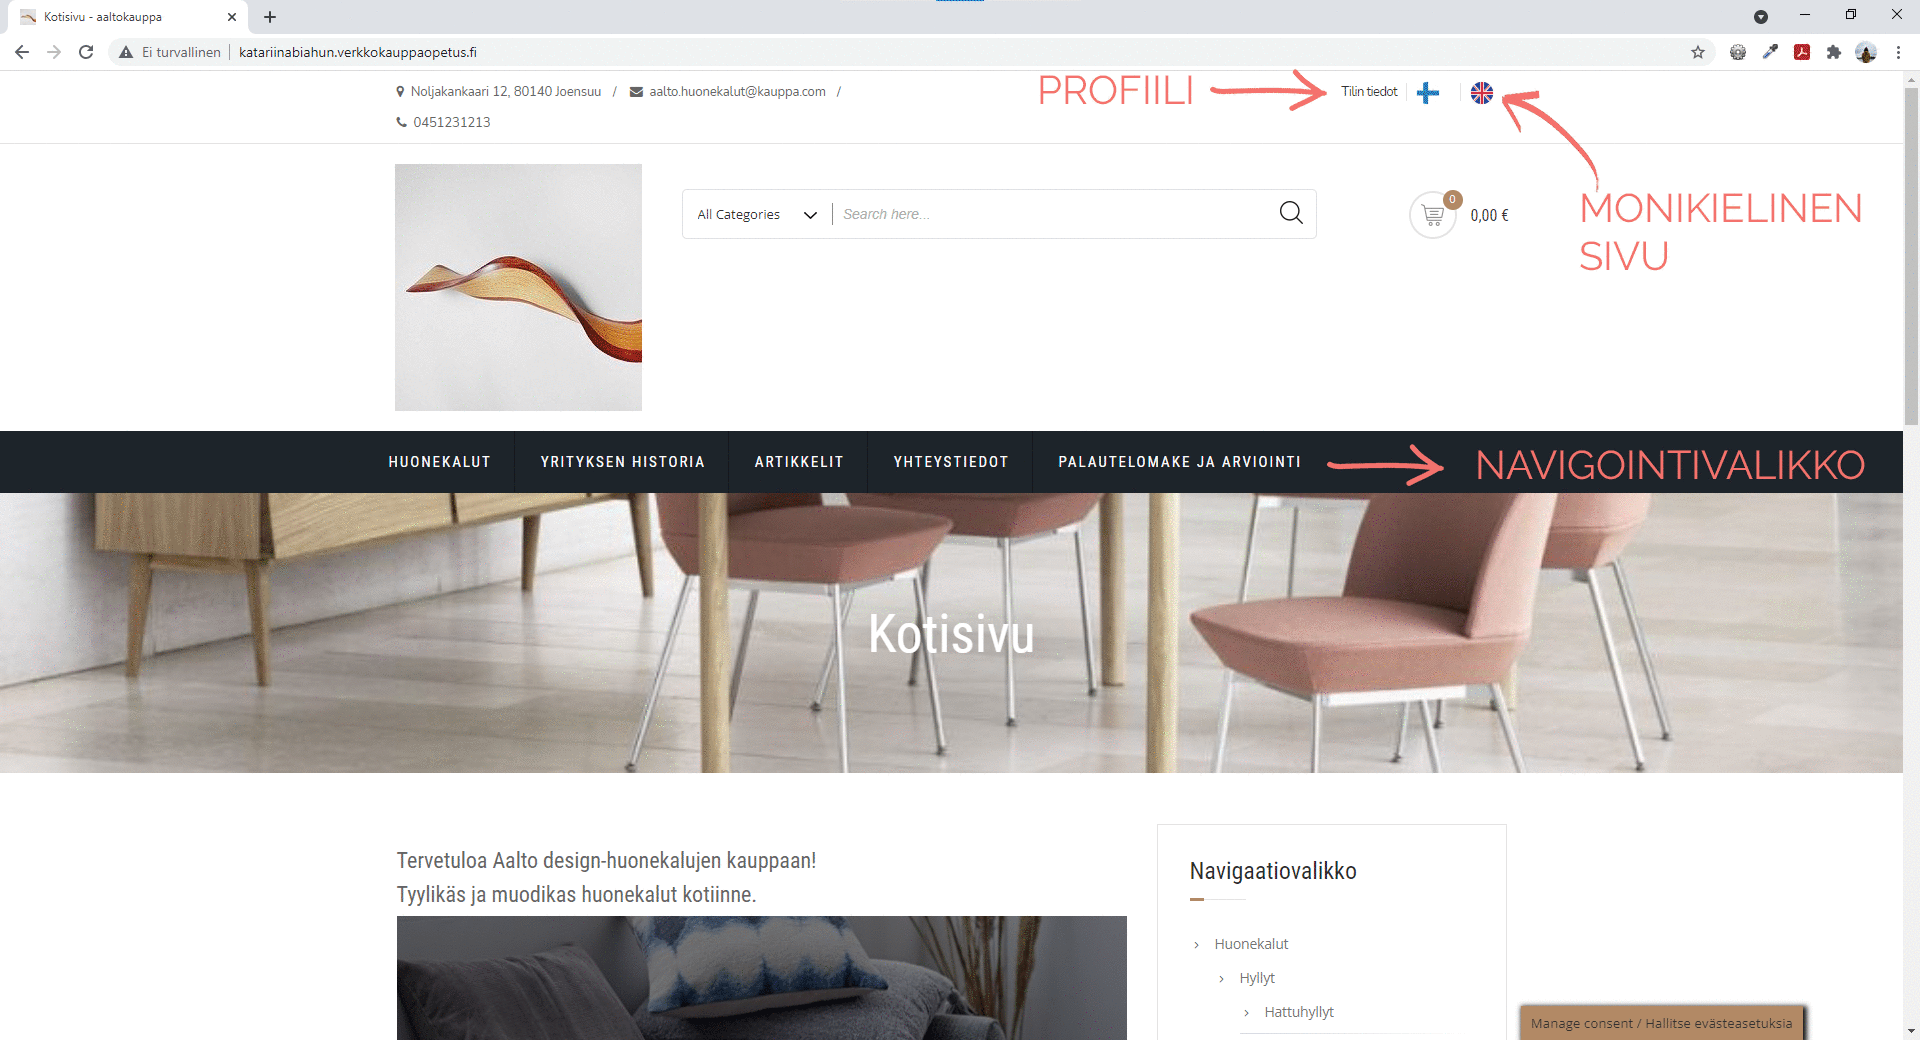 Kotisivu - aaltokauppa
Ei turvallinen
katariinabiahun.verkkokauppaopetus.fi
Noljakankaari 12, 80140 Joensuu / aalto.huonekalut@kauppa.com /
0451231213
PROFIILI
Tilin tiedot
MONIKIELINEN
SIVU
All Categories
Search here...
0
0,00 €
HUONEKALUT
YRITYKSEN HISTORIA
ARTIKKELIT
YHTEYSTIEDOT
PALAUTELOMAKE JA ARVIOINTI
NAVIGOINTIVALIKKO
Kotisivu
Tervetuloa Aalto design-huonekalujen kauppaan!
Tyylikäs ja muodikas huonekalut kotiinne.
Navigaatiovalikko
Huonekalut
Hyllyt
Hattuhyllyt
Manage consent / Hallitse evästeasetuksia